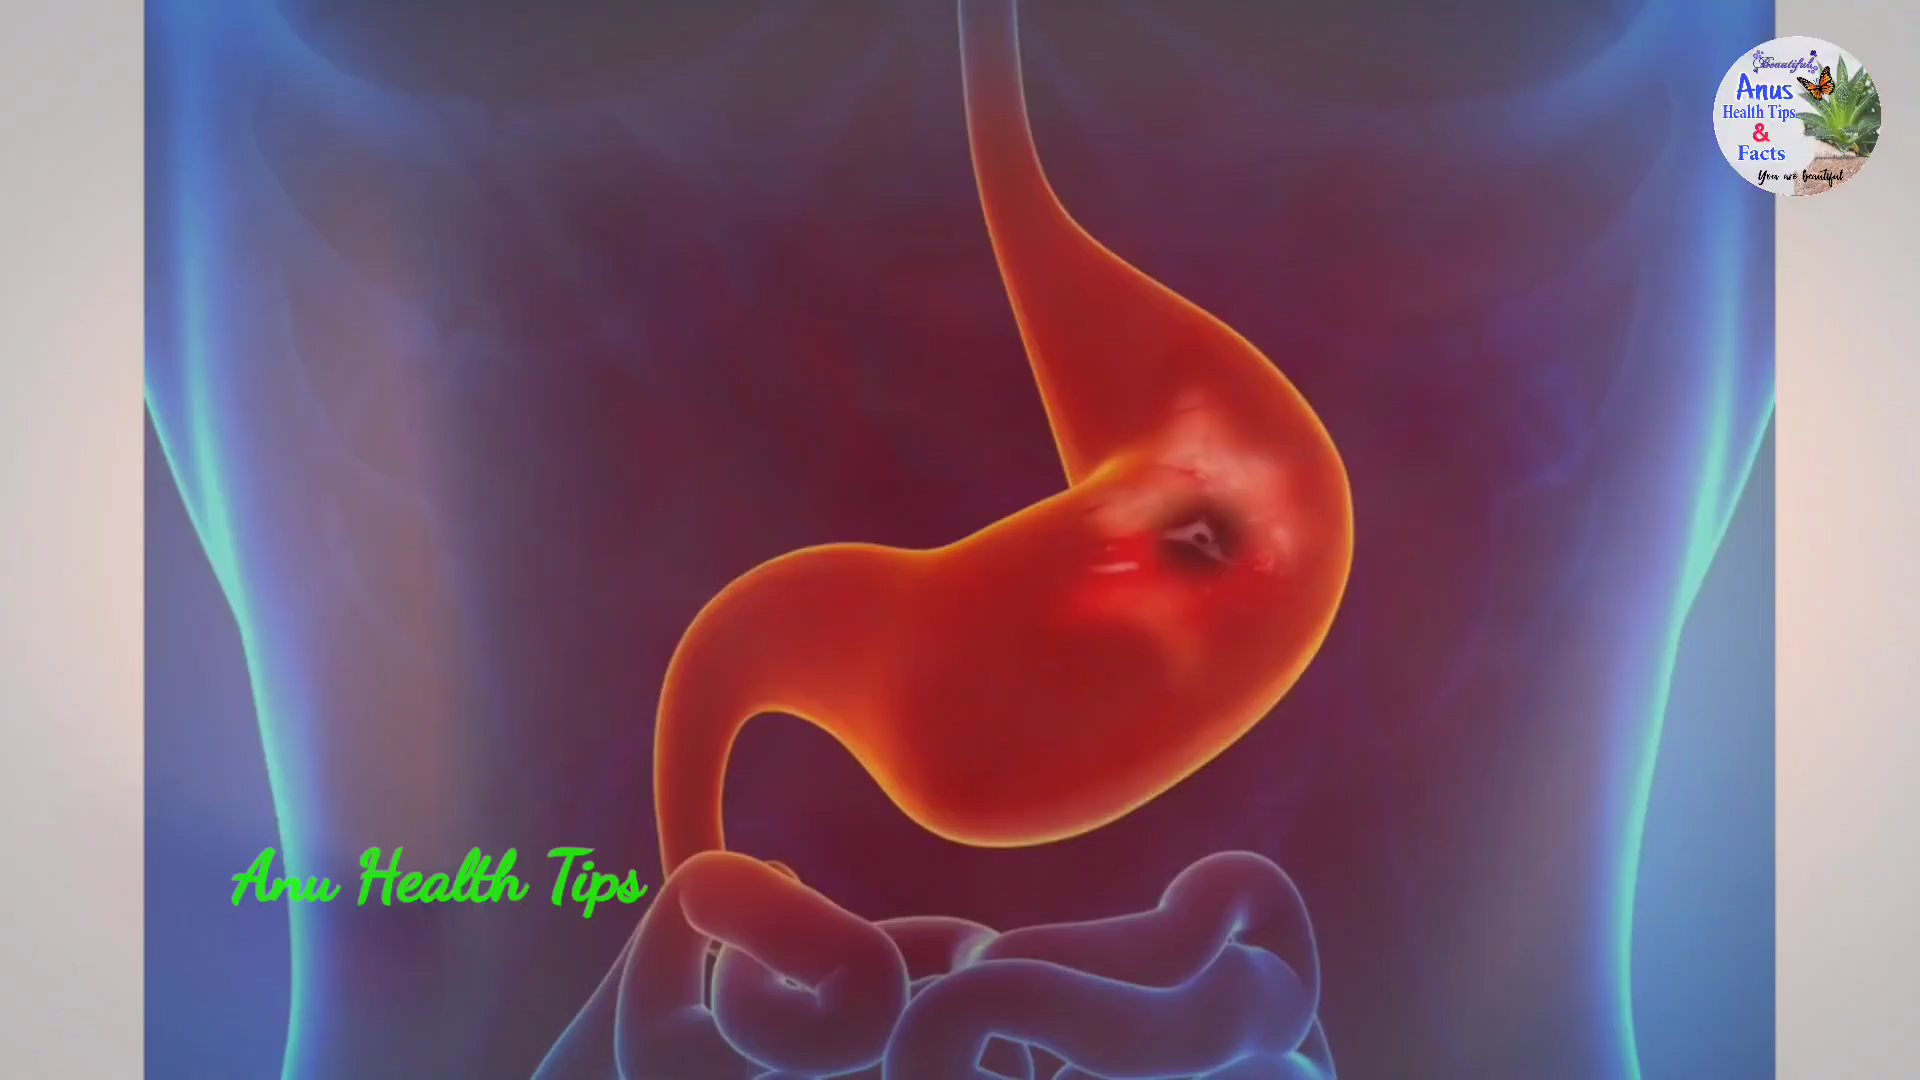 Beautiful
Anus
Health Tips
&
Facts
You are beautiful
Anu Health Tips